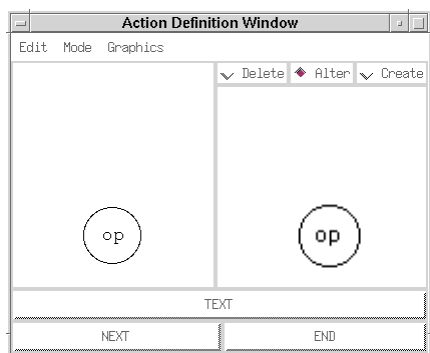 Action Definition Window
Edit Mode Graphics
Delete Alter Create
op op
TEXT
NEXT END